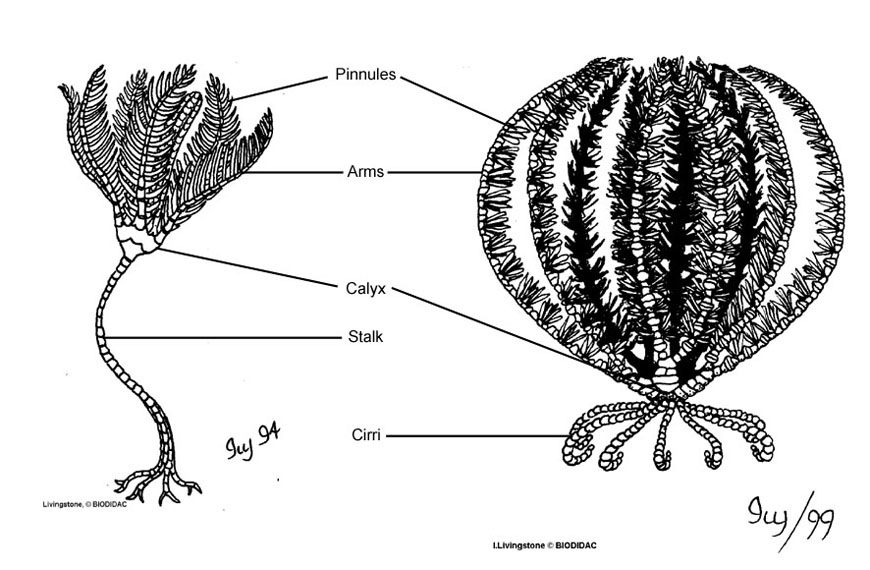 Pinnules
Arms
Calyx
Stalk
Cirri
Livingstone, © BIODIDAC
I.Livingstone © BIODIDAC